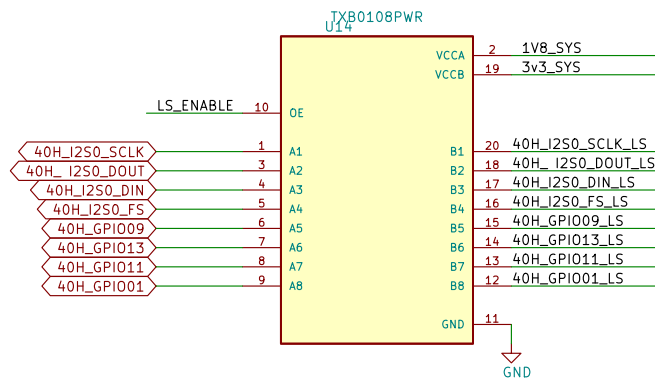 TXB0108PWR
U14
VCCA 2 1V8_SYS
VCCB 19 3v3_SYS
LS_ENABLE 10 OE
40H_I2S0_SCLK 1 A1 B1 20 40H_I2S0_SCLK_LS
40H_ I2S0_DOUT 3 A2 B2 18 40H_ I2S0_DOUT_LS
40H_I2S0_DIN 4 A3 B3 17 40H_I2S0_DIN_LS
40H_I2S0_FS 5 A4 B4 16 40H_I2S0_FS_LS
40H_GPIO09 6 A5 B5 15 40H_GPIO09_LS
40H_GPIO13 7 A6 B6 14 40H_GPIO13_LS
40H_GPIO11 8 A7 B7 13 40H_GPIO11_LS
40H_GPIO01 9 A8 B8 12 40H_GPIO01_LS
GND 11
GND